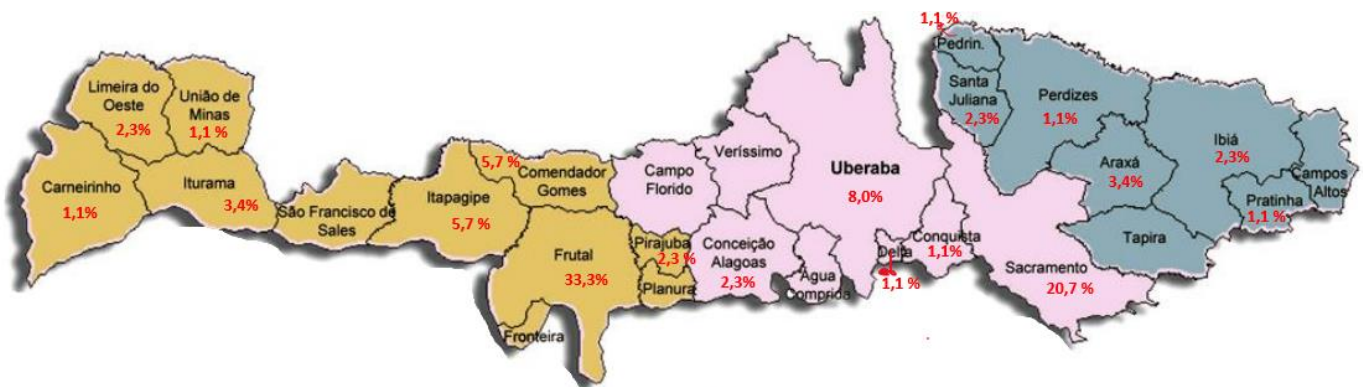 Limeira do
Oeste
2,3%
União de
Minas
1,1 %
Carneirinho
1,1%
Iturama
3,4%
São Francisco de
Sales
Itapagipe
5,7 %
5,7 %
Comendador
Gomes
Frutal
33,3%
Fronteira
Pirajuba
2,3 %
Planura
Campo
Florido
Veríssimo
Conceição
Alagoas
2,3%
Água
Comprida
Uberaba
8,0%
Delta
1,1 %
Conquista
1,1%
Sacramento
20,7 %
1,1 %
Pedrin.
Santa
Juliana
2,3%
Perdizes
1,1%
Araxá
3,4%
Tapira
Ibiá
2,3%
Pratinha
1,1 %
Campos
Altos